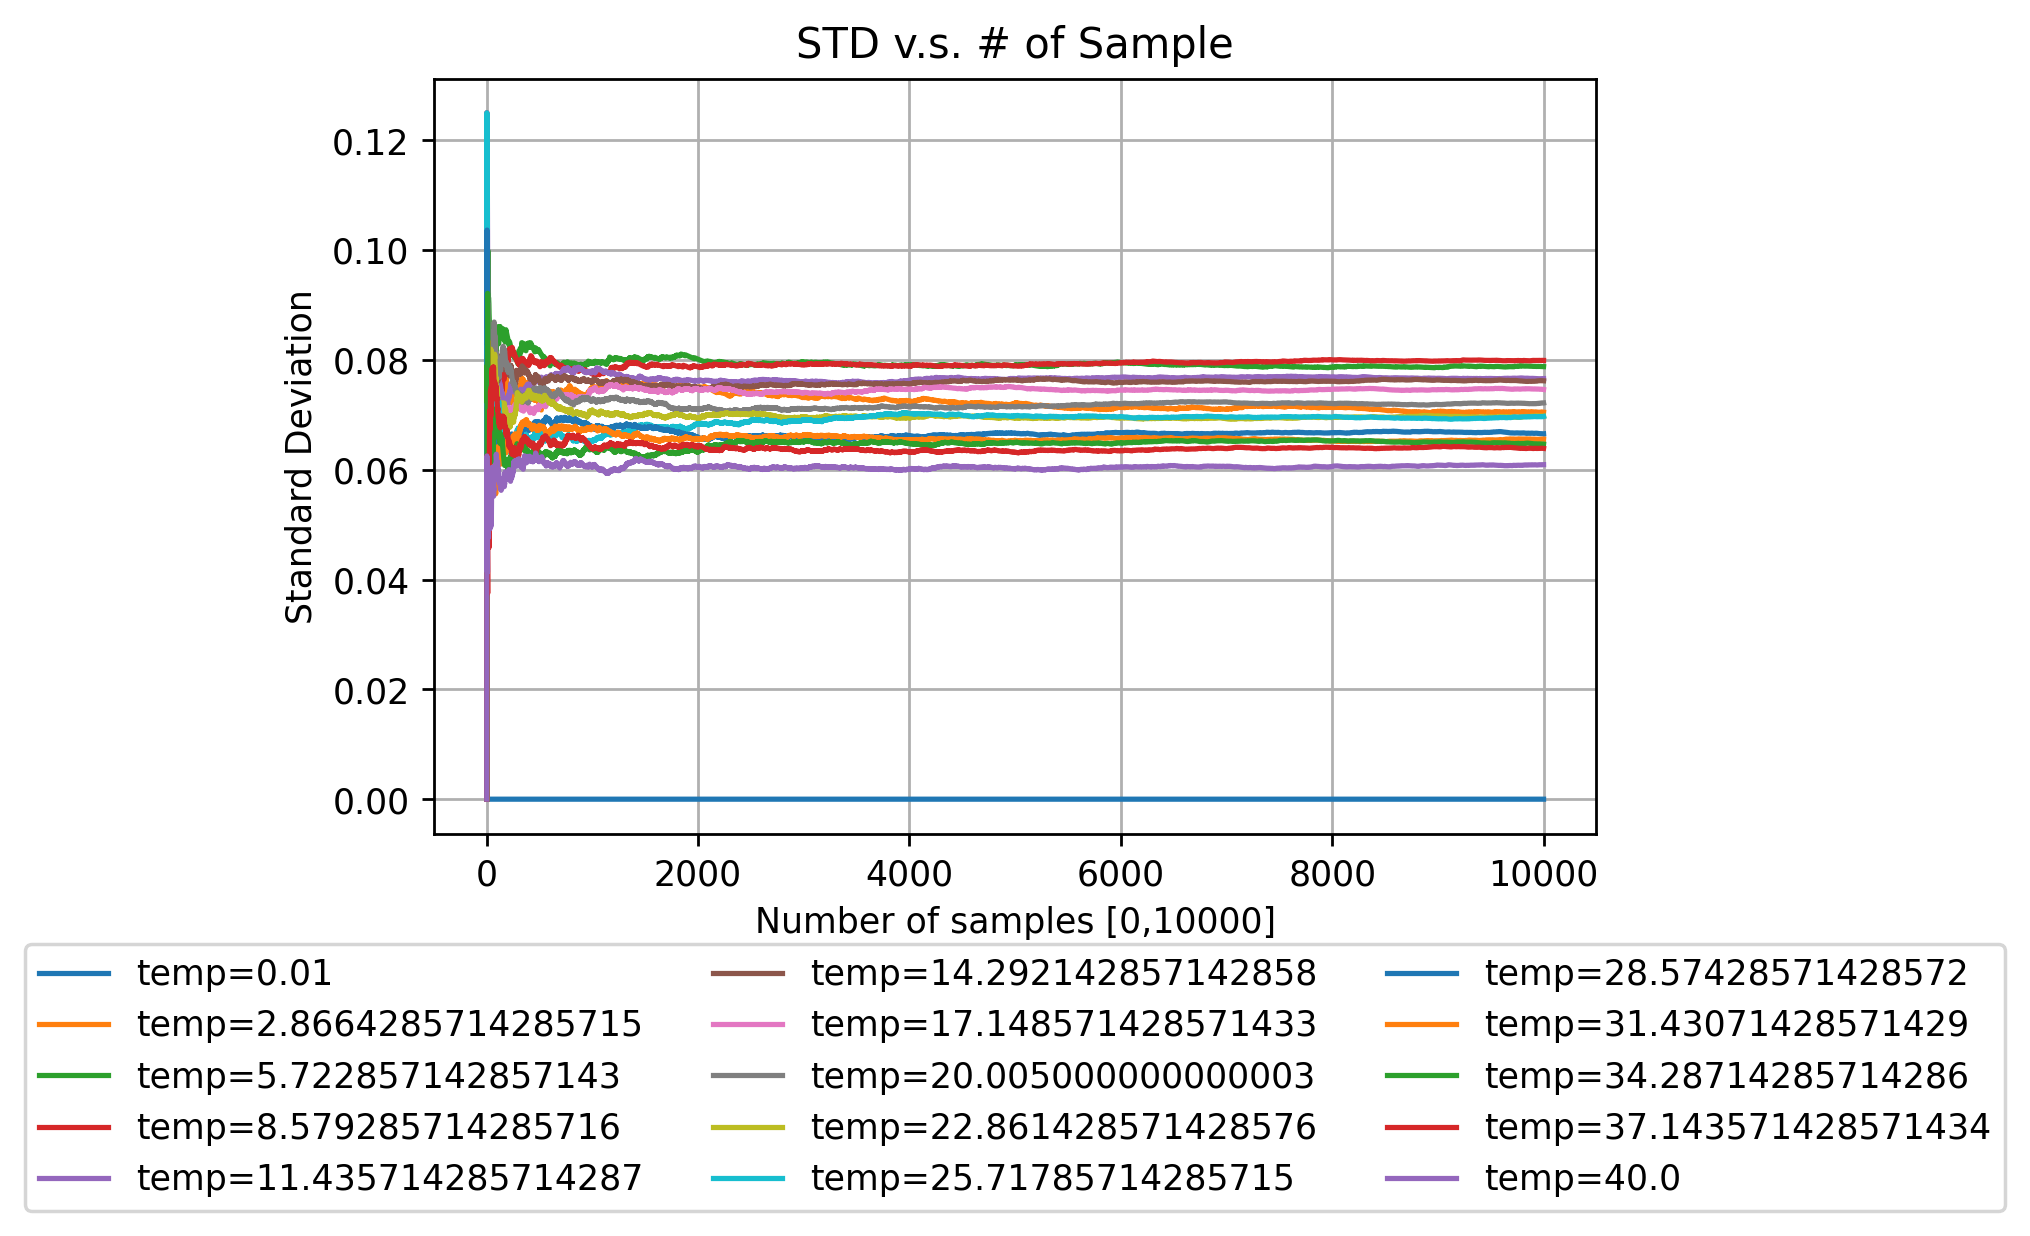 STD v.s. # of Sample
0.12
0.10
0.08
0.06
0.04
0.02
0.00
Standard Deviation
0 2000 4000 6000 8000 10000
Number of samples [0,10000]
temp=0.01
temp=2.8664285714285715
temp=5.722857142857143
temp=8.579285714285716
temp=11.435714285714287
temp=14.292142857142858
temp=17.148571428571433
temp=20.005000000000003
temp=22.861428571428576
temp=25.71785714285715
temp=28.57428571428572
temp=31.43071428571429
temp=34.28714285714286
temp=37.143571428571434
temp=40.0